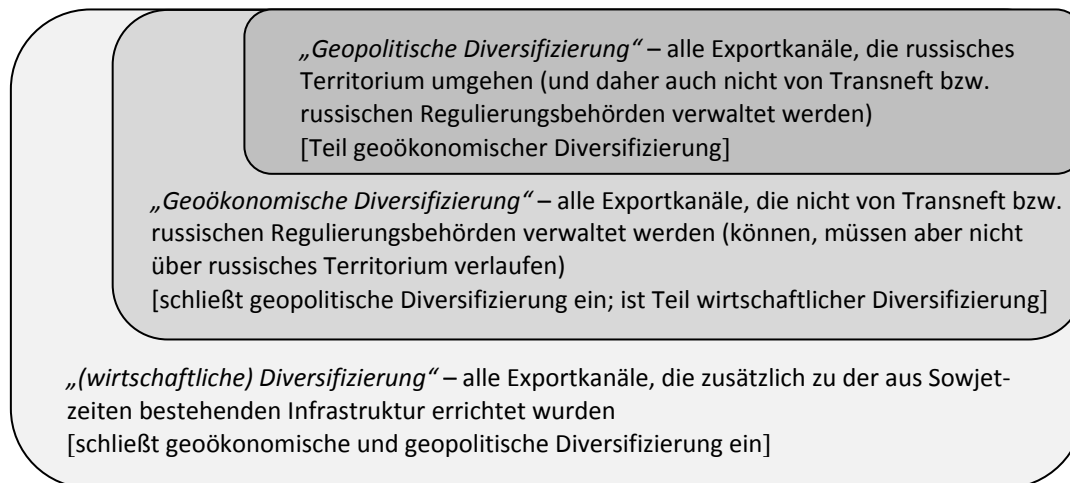 „Geopolitische Diversifizierung“ – alle Exportkanäle, die russisches
Territorium umgehen (und daher auch nicht von Transneft bzw.
russischen Regulierungsbehörden verwaltet werden)
[Teil geoökonomischer Diversifizierung]
„Geoökonomische Diversifizierung“ – alle Exportkanäle, die nicht von Transneft bzw.
russischen Regulierungsbehörden verwaltet werden (können, müssen aber nicht
über russisches Territorium verlaufen)
[schließt geopolitische Diversifizierung ein; ist Teil wirtschaftlicher Diversifizierung]
„(wirtschaftliche) Diversifizierung“ – alle Exportkanäle, die zusätzlich zu der aus Sowjet-
zeiten bestehenden Infrastruktur errichtet wurden
[schließt geoökonomische und geopolitische Diversifizierung ein]